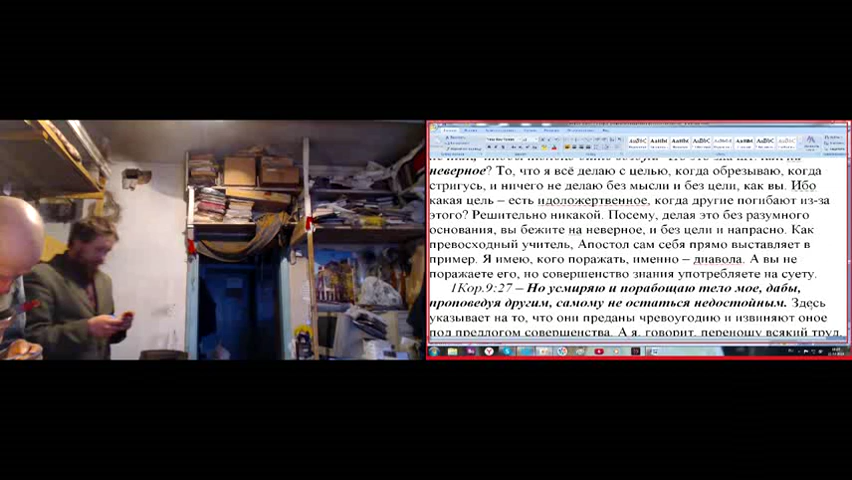 неверное? То, что я всё делаю с целью, когда обрезываю, когда
стригусь, и ничего не делаю без мысли и без цели, как вы. Ибо
какая цель – есть идоложертвенное, когда другие погибают из-за
этого? Решительно никакой. Посему, делая это без разумного
основания, вы бежите на неверное, и без цели и напрасно. Как
превосходный учитель, Апостол сам себя прямо выставляет в
пример. Я имею, кого поражать, именно – диавола. А вы не
поражаете его, но совершенство знания употребляете на суету.
1Кор.9:27 – Но усмиряю и порабощаю тело мое, дабы,
проповедуя другим, самому не остаться недостойным. Здесь
указывает на то, что они преданы чревоугодию и извиняют оное
под предлогом совершенства. А я, говорит, переношу всякий труд,